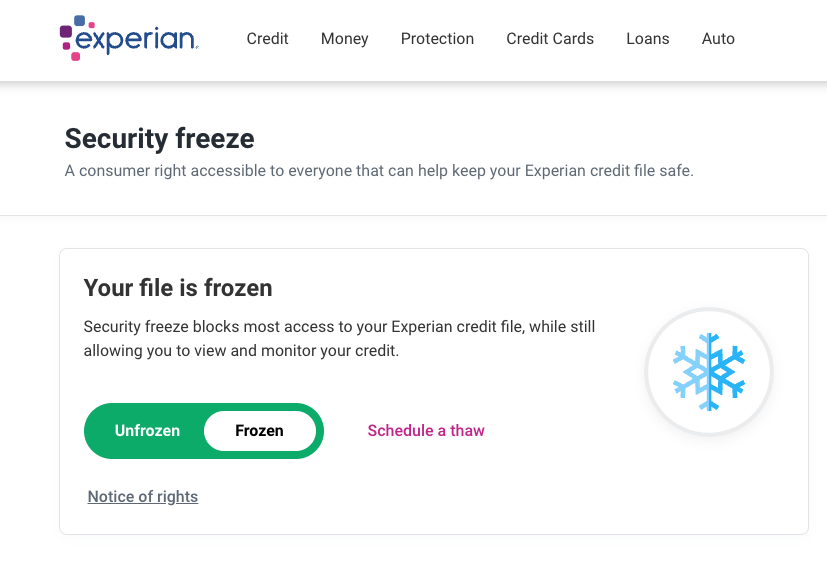 experian
Credit Money Protection Credit Cards Loans Auto
Security freeze
A consumer right accessible to everyone that can help keep your Experian credit file safe.
Your file is frozen
Security freeze blocks most access to your Experian credit file, while still
allowing you to view and monitor your credit.
Unfrozen Frozen Schedule a thaw
Notice of rights